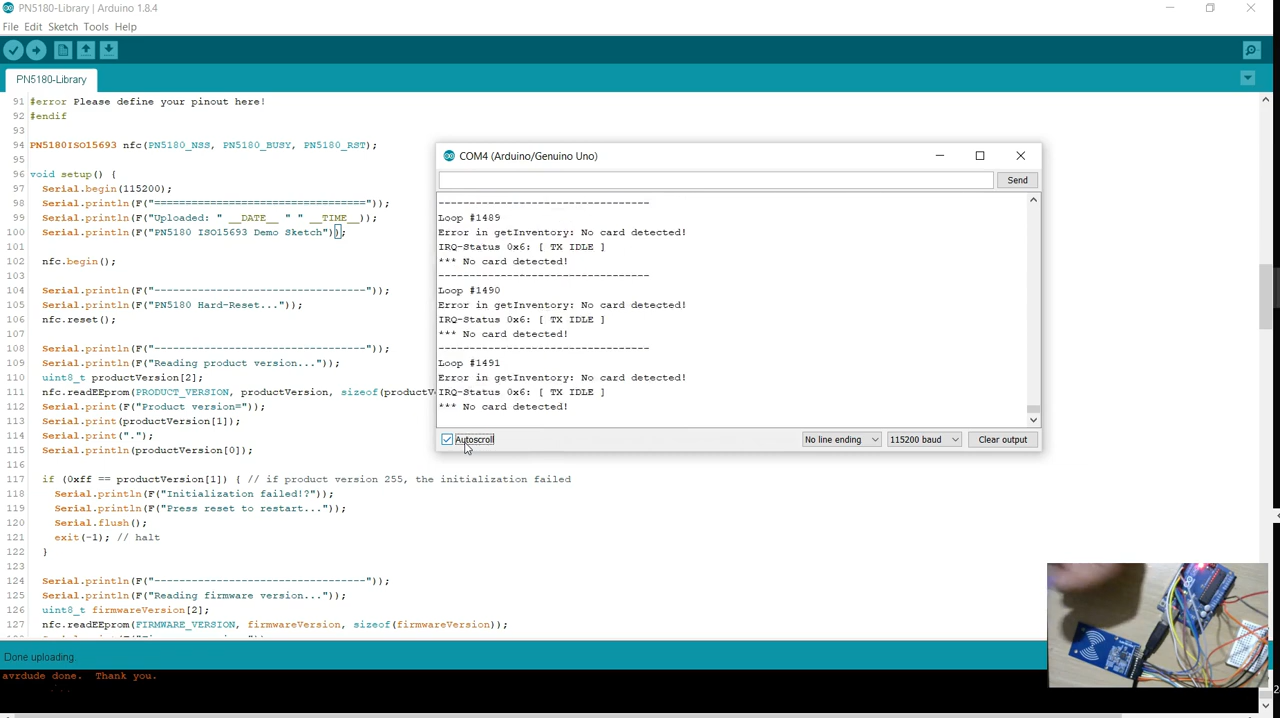 PN5180-Library | Arduino 1.8.4
File Edit Sketch Tools Help
PN5180-Library
91 #error Please define your pinout here!
92 #endif
93
94 PN5180ISO15693 nfc(PN5180_NSS, PN5180_BUSY, PN5180_RST);
95
96 void setup() {
97 Serial.begin(115200);
98 Serial.println(F("=================================="));
99 Serial.println(F("Uploaded: " __DATE__ " " __TIME__));
100 Serial.println(F("PN5180 ISO15693 Demo Sketch"));
101
102 nfc.begin();
103
104 Serial.println(F("----------------------------------"));
105 Serial.println(F("PN5180 Hard-Reset..."));
106 nfc.reset();
107
108 Serial.println(F("----------------------------------"));
109 Serial.println(F("Reading product version..."));
110 uint8_t productVersion[2];
111 nfc.readEEprom(PRODUCT_VERSION, productVersion, sizeof(productV
112 Serial.print(F("Product version="));
113 Serial.print(productVersion[1]);
114 Serial.print(".");
115 Serial.println(productVersion[0]);
116
117 if (0xff == productVersion[1]) { // if product version 255, the initialization failed
118 Serial.println(F("Initialization failed!?"));
119 Serial.println(F("Press reset to restart..."));
120 Serial.flush();
121 exit(-1); // halt
122 }
123
124 Serial.println(F("----------------------------------"));
125 Serial.println(F("Reading firmware version..."));
126 uint8_t firmwareVersion[2];
127 nfc.readEEprom(FIRMWARE_VERSION, firmwareVersion, sizeof(firmwareVersion));
COM4 (Arduino/Genuino Uno)
Send
----------------------------------
Loop #1489
Error in getInventory: No card detected!
IRQ-Status 0x6: [ TX IDLE ]
*** No card detected!
----------------------------------
Loop #1490
Error in getInventory: No card detected!
IRQ-Status 0x6: [ TX IDLE ]
*** No card detected!
----------------------------------
Loop #1491
Error in getInventory: No card detected!
IRQ-Status 0x6: [ TX IDLE ]
*** No card detected!
Autoscroll
No line ending
115200 baud
Clear output
Done uploading.
avrdude done. Thank you.